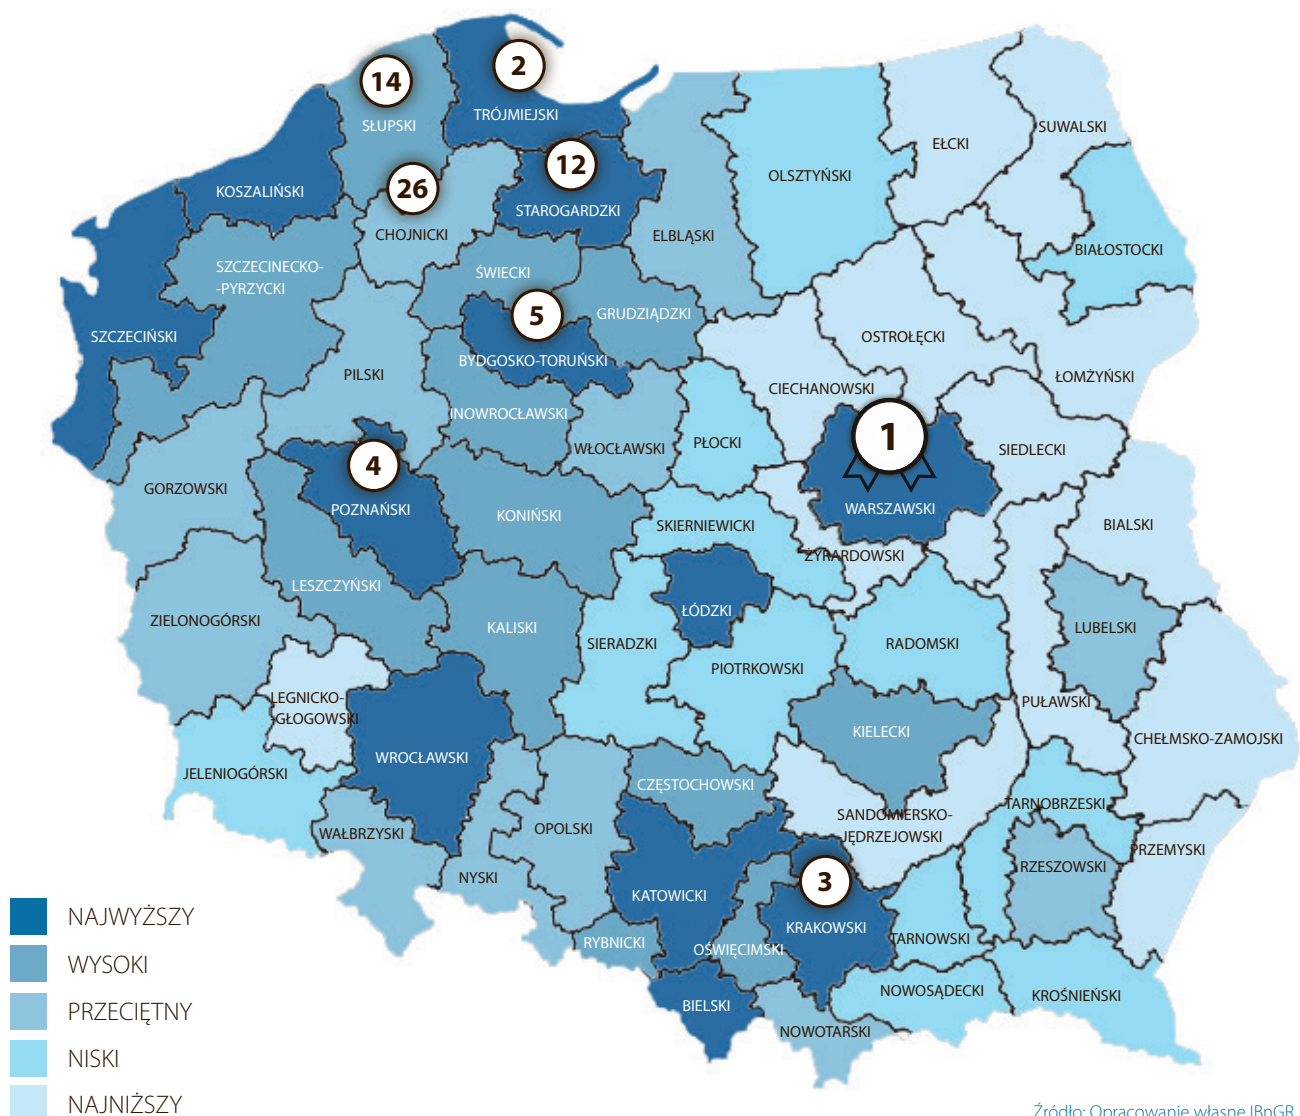 2
14
TRÓJMIEJSKI
SŁUPSKI
SUWALSKI
EŁCKI
12
OLSZTYŃSKI
26
KOSZALIŃSKI
STAROGARDZKI
CHOJNICKI
ELBLĄSKI
BIAŁOSTOCKI
SZCZECINECKO-
-PYRZYCKI
ŚWIECKI
5
GRUDZIĄDZKI
SZCZECIŃSKI
OSTROŁĘCKI
BYDGOSKO-TORUŃSKI
PILSKI
ŁOMŻYŃSKI
CIECHANOWSKI
INOWROCŁAWSKI
1
PŁOCKI
WŁOCŁAWSKI
SIEDLECKI
4
GORZOWSKI
POZNAŃSKI
WARSZAWSKI
KONIŃSKI
SKIERNIEWICKI
BIALSKI
ŻYRARDOWSKI
LESZCZYŃSKI
ŁÓDZKI
ZIELONOGÓRSKI
KALISKI
LUBELSKI
SIERADZKI
RADOMSKI
PIOTRKOWSKI
LEGNICKO-
-GŁOGOWSKI
PUŁAWSKI
KIELECKI
CHEŁMSKO-ZAMOJSKI
WROCŁAWSKI
JELENIOGÓRSKI
CZĘSTOCHOWSKI
TARNOBRZESKI
SANDOMIERSKO-
-JĘDRZEJOWSKI
OPOLSKI
WAŁBRZYSKI
PRZEMYSKI
RZESZOWSKI
NYSKI
3
KATOWICKI
NAJWYŻSZY
KRAKOWSKI
TARNOWSKI
RYBNICKI
OŚWIĘCIMSKI
WYSOKI
NOWOSĄDECKI
KROŚNIEŃSKI
BIELSKI
PRZECIĘTNY
NOWOTARSKI
NISKI
NAJNIŻSZY
Źródło: Opracowanie własne IBnGR